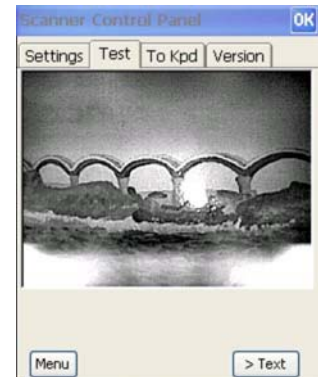 Scanner Control Panel OK
Settings Test To Kpd Version
Menu > Text